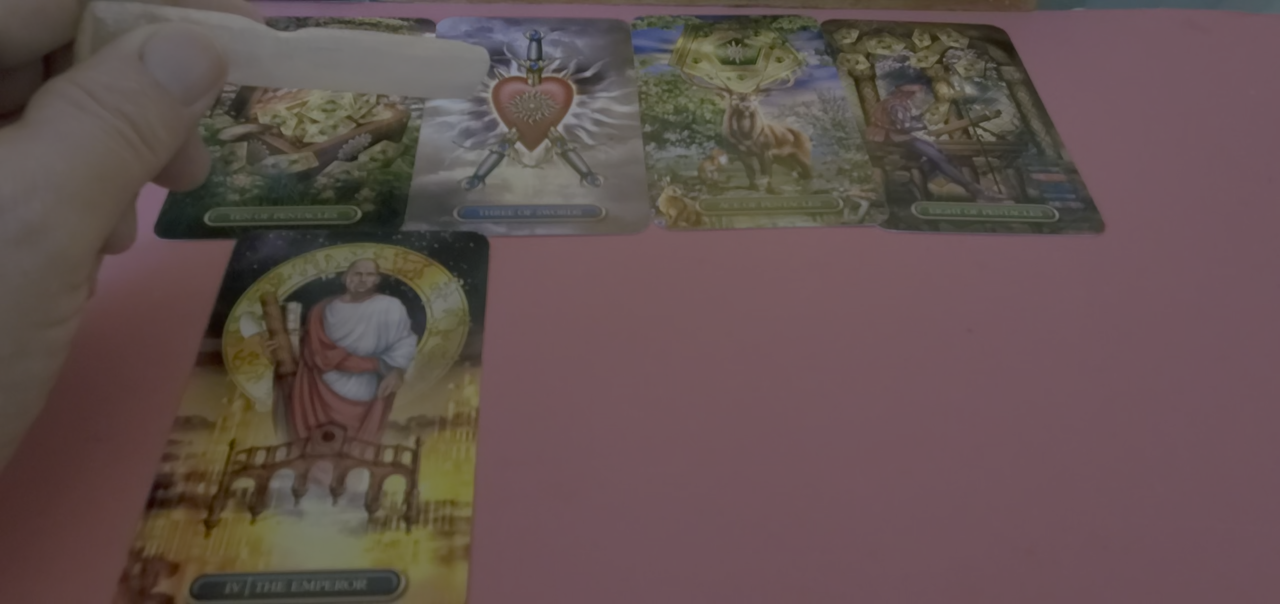 TEN OF PENTACLES
THREE OF SWORDS
ACE OF PENTACLES
EIGHT OF PENTACLES
IV THE EMPEROR